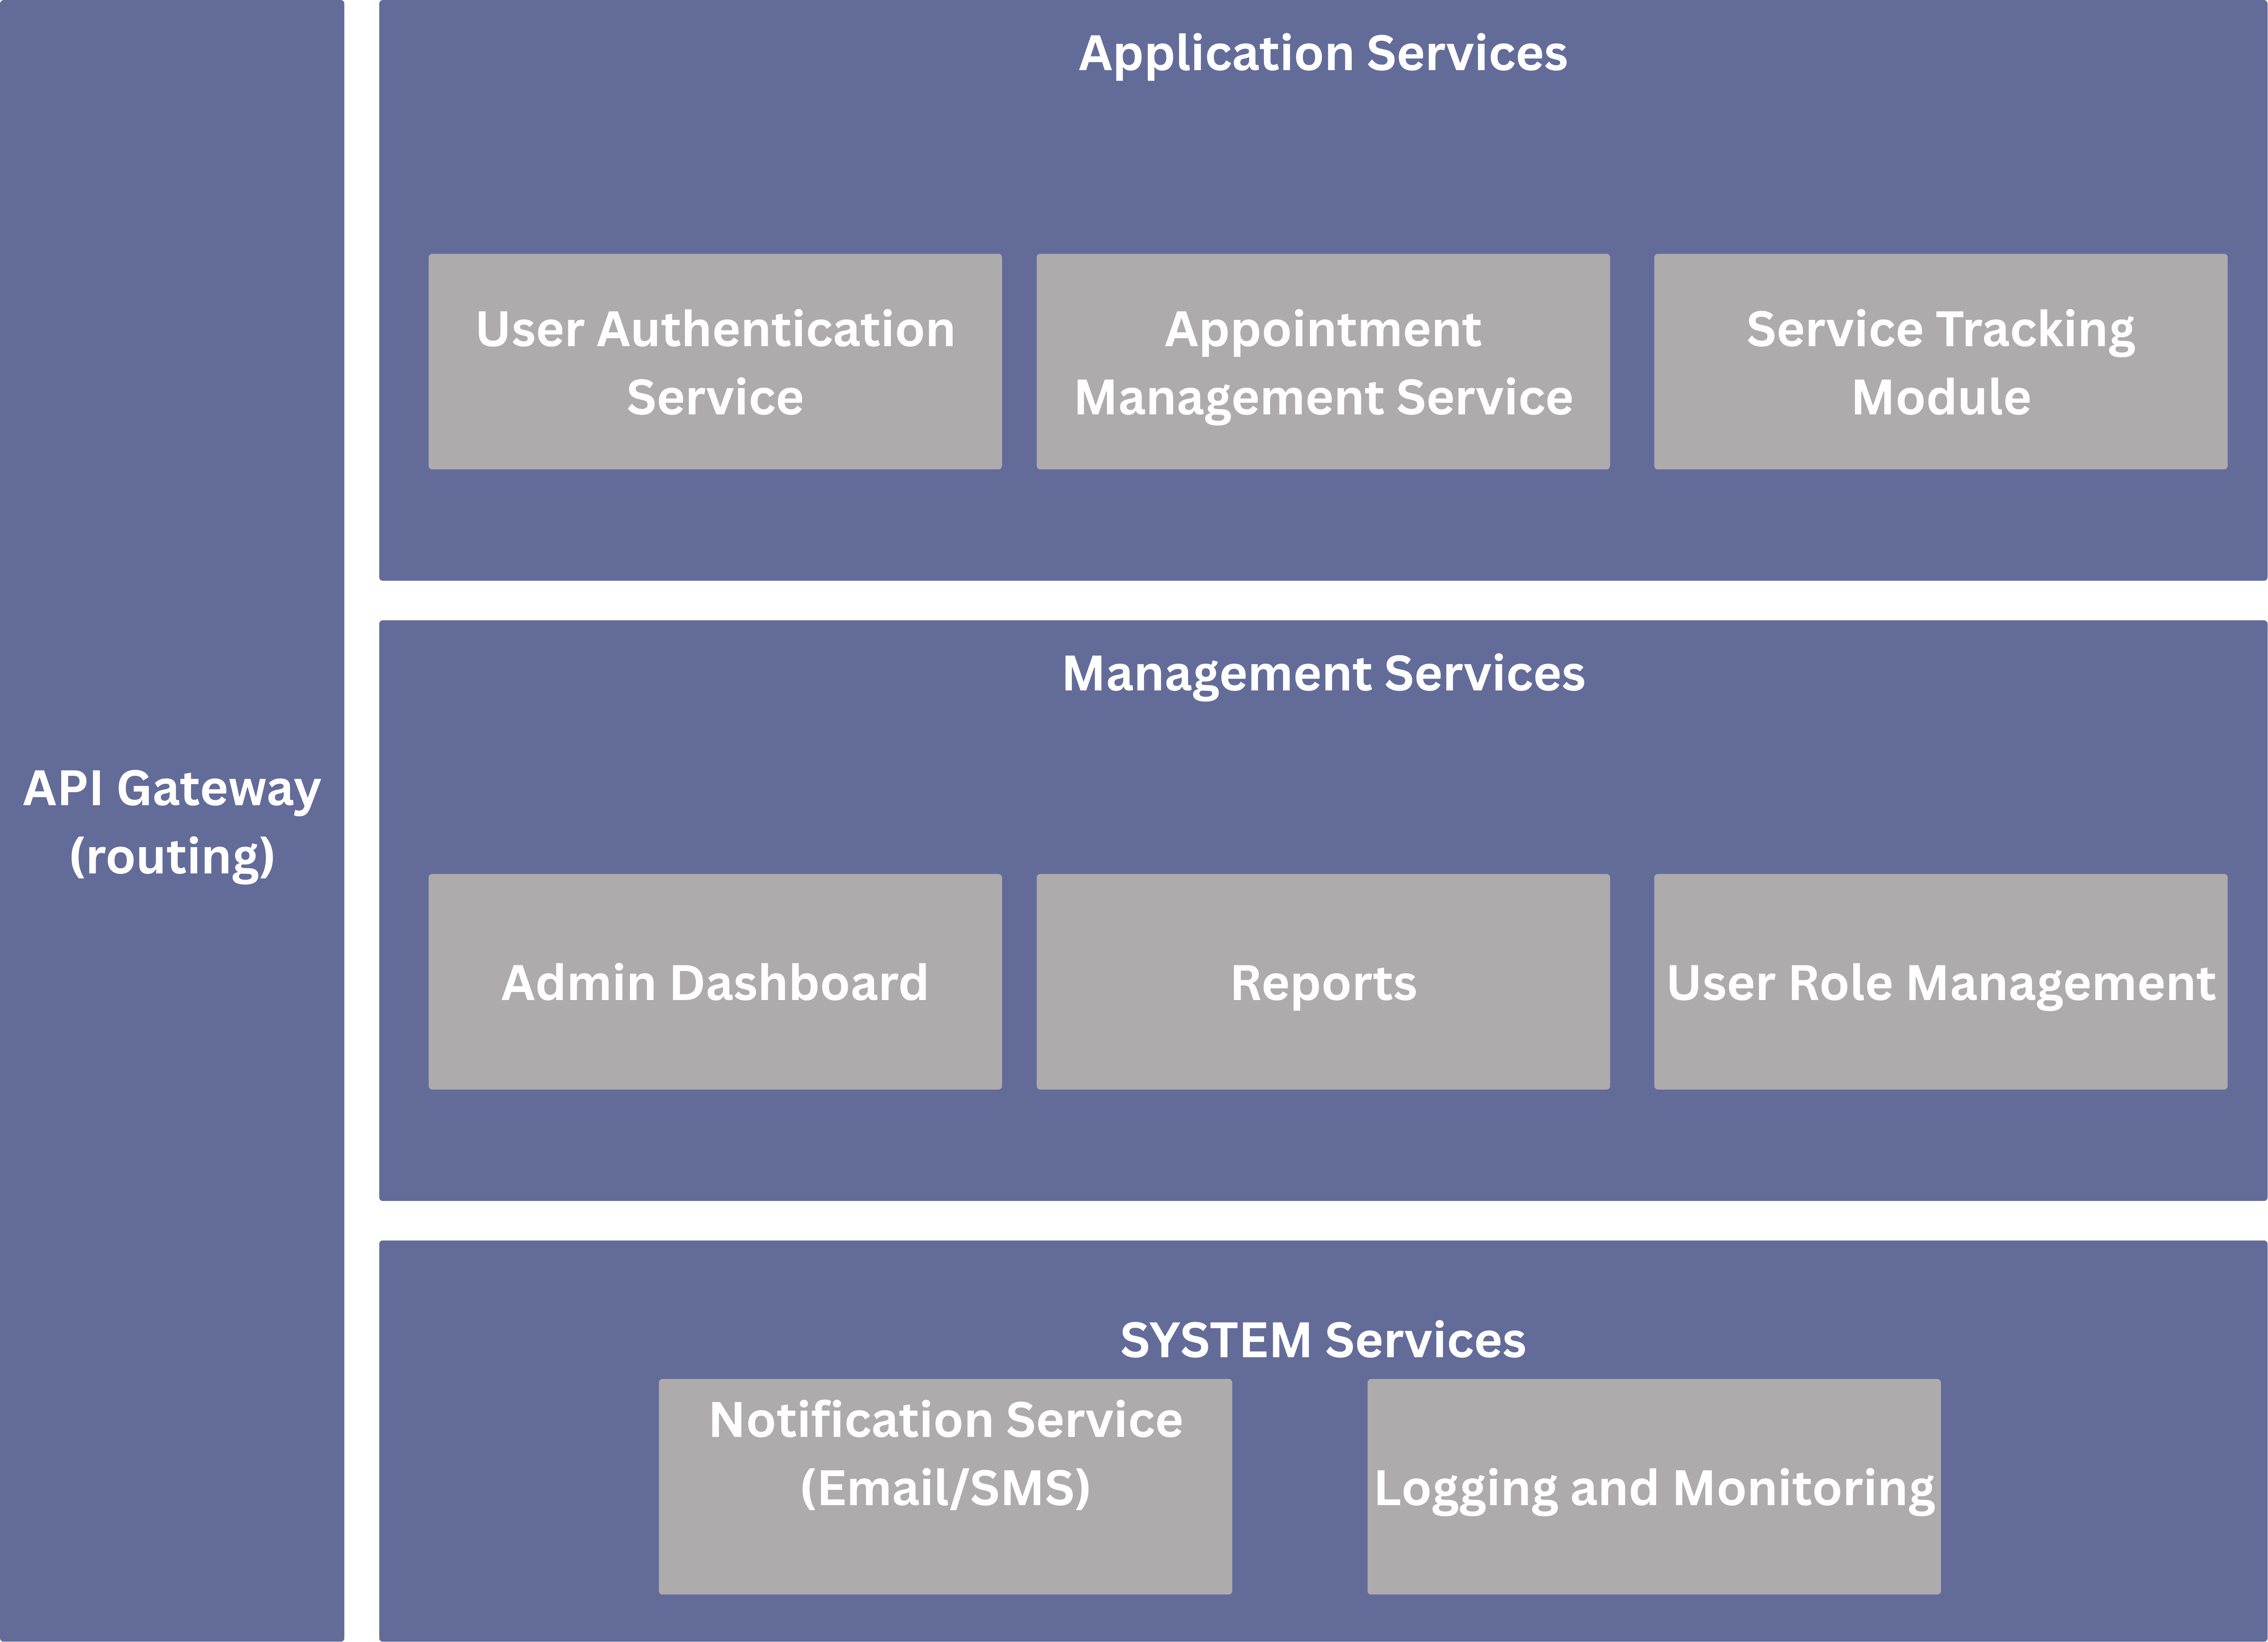 API Gateway
(routing)
Application Services
User Authentication
Service
Appointment
Management Service
Service Tracking
Module
Management Services
Admin Dashboard
Reports
User Role Management
SYSTEM Services
Notification Service
(Email/SMS)
Logging and Monitoring